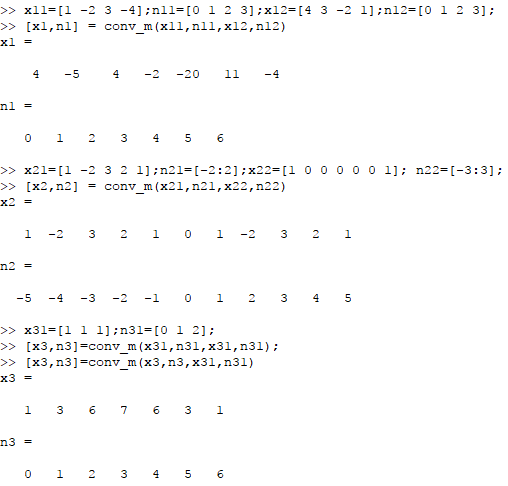 >> x11=[1 -2 3 -4];n11=[0 1 2 3];x12=[4 3 -2 1];n12=[0 1 2 3];
>> [x1,n1] = conv_m(x11,n11,x12,n12)
x1 =
4 -5 4 -2 -20 11 -4
n1 =
0 1 2 3 4 5 6
>> x21=[1 -2 3 2 1];n21=[-2:2];x22=[1 0 0 0 0 0 1]; n22=[-3:3];
>> [x2,n2] = conv_m(x21,n21,x22,n22)
x2 =
1 -2 3 2 1 0 1 -2 3 2 1
n2 =
-5 -4 -3 -2 -1 0 1 2 3 4 5
>> x31=[1 1 1];n31=[0 1 2];
>> [x3,n3]=conv_m(x31,n31,x31,n31);
>> [x3,n3]=conv_m(x3,n3,x31,n31)
x3 =
1 3 6 7 6 3 1
n3 =
0 1 2 3 4 5 6